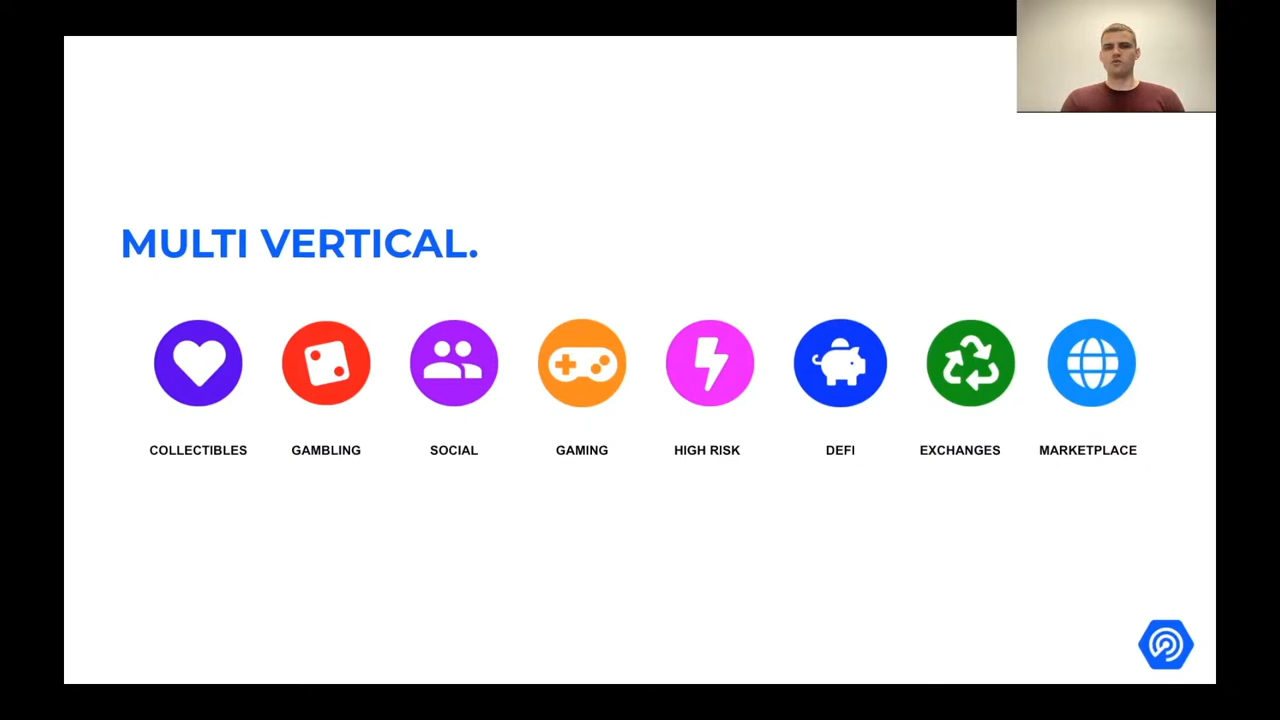 MULTI VERTICAL.
COLLECTIBLES GAMBLING SOCIAL GAMING HIGH RISK DEFI EXCHANGES MARKETPLACE